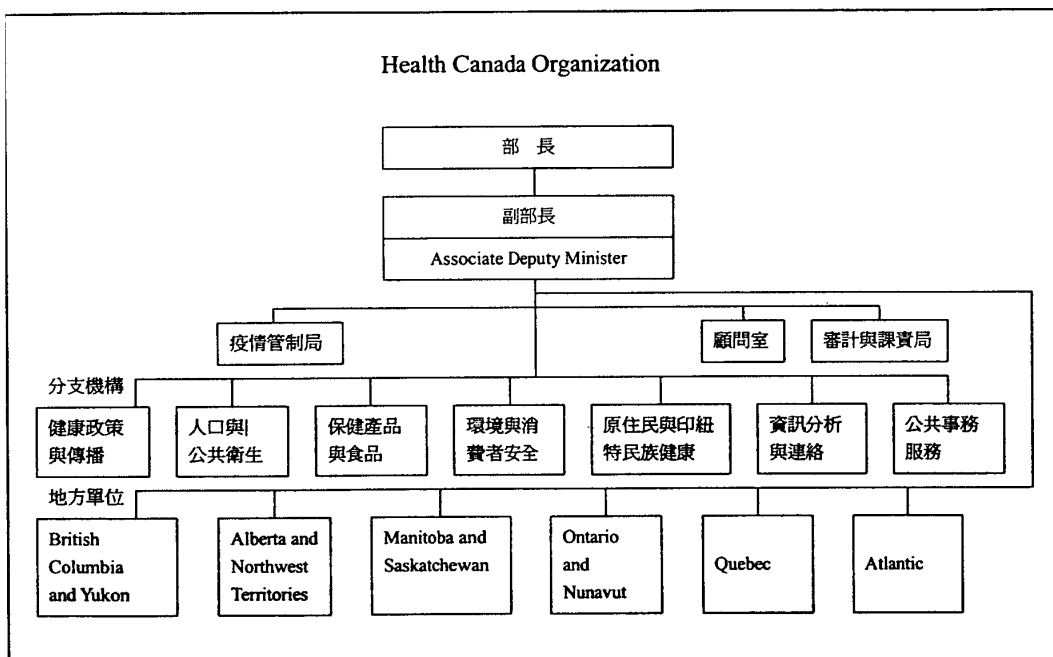 Health Canada Organization
部 長
副部長
Associate Deputy Minister
疫情管制局
顧問室
審計與課責局
分支機構
健康政策
與傳播
人口與
公共衛生
保健產品
與食品
環境與消
費者安全
原住民與印紐
特民族健康
資訊分析
與連絡
公共事務
服務
地方單位
British
Columbia
and Yukon
Alberta and
Northwest
Territories
Manitoba and
Saskatchewan
Ontario
and
Nunavut
Quebec
Atlantic